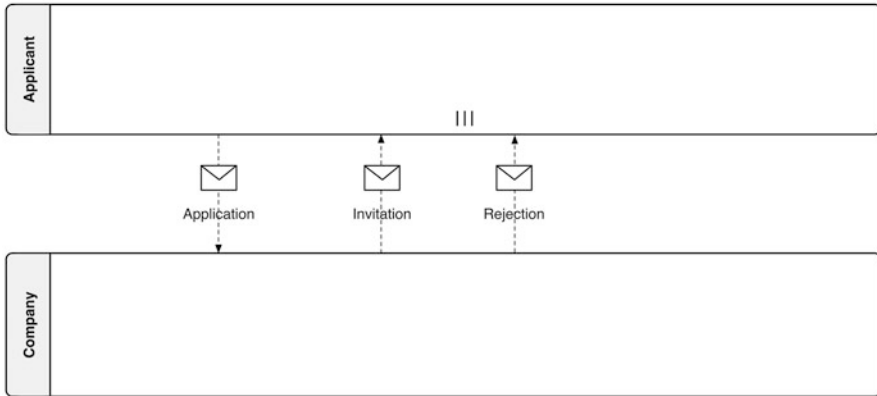 Applicant
Application
Invitation
Rejection
Company